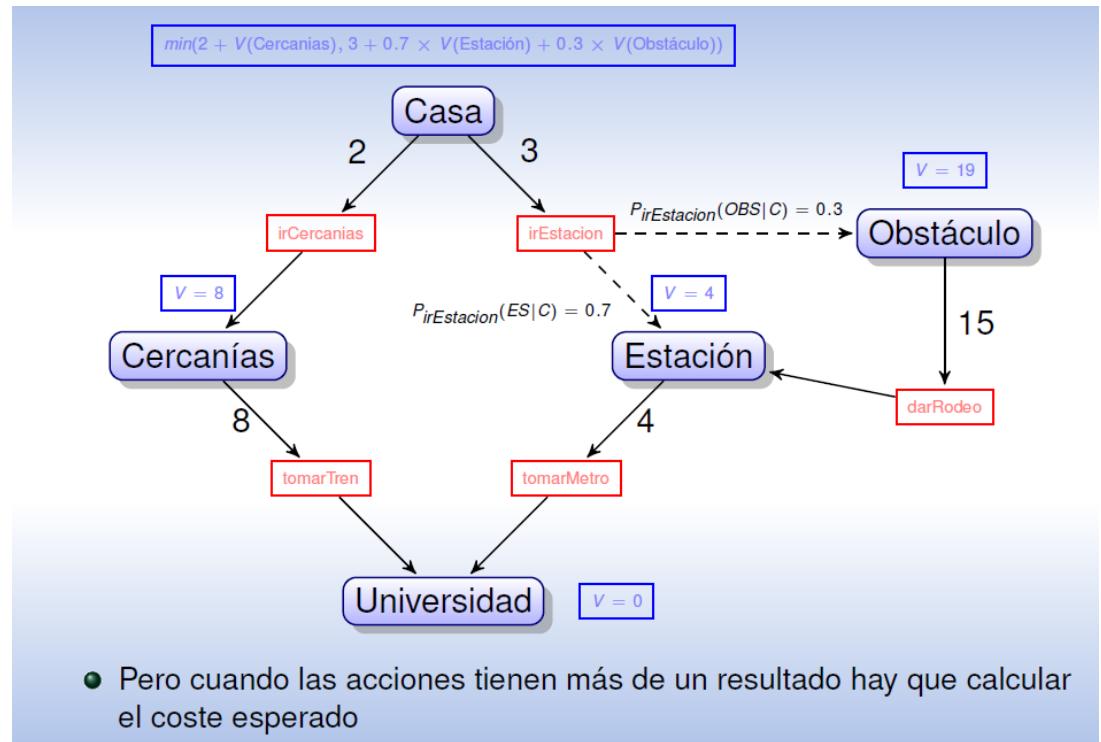 min(2 + V(Cercanias), 3 + 0.7 × V(Estación) + 0.3 × V(Obstáculo))
Casa
2
3
V = 19
irCercanias
irEstacion
P_irEstacion(OBS|C) = 0.3
Obstáculo
V = 8
V = 4
P_irEstacion(ES|C) = 0.7
15
Cercanías
Estación
darRodeo
8
4
tomarTren
tomarMetro
Universidad
V = 0
Pero cuando las acciones tienen más de un resultado hay que calcular
el coste esperado